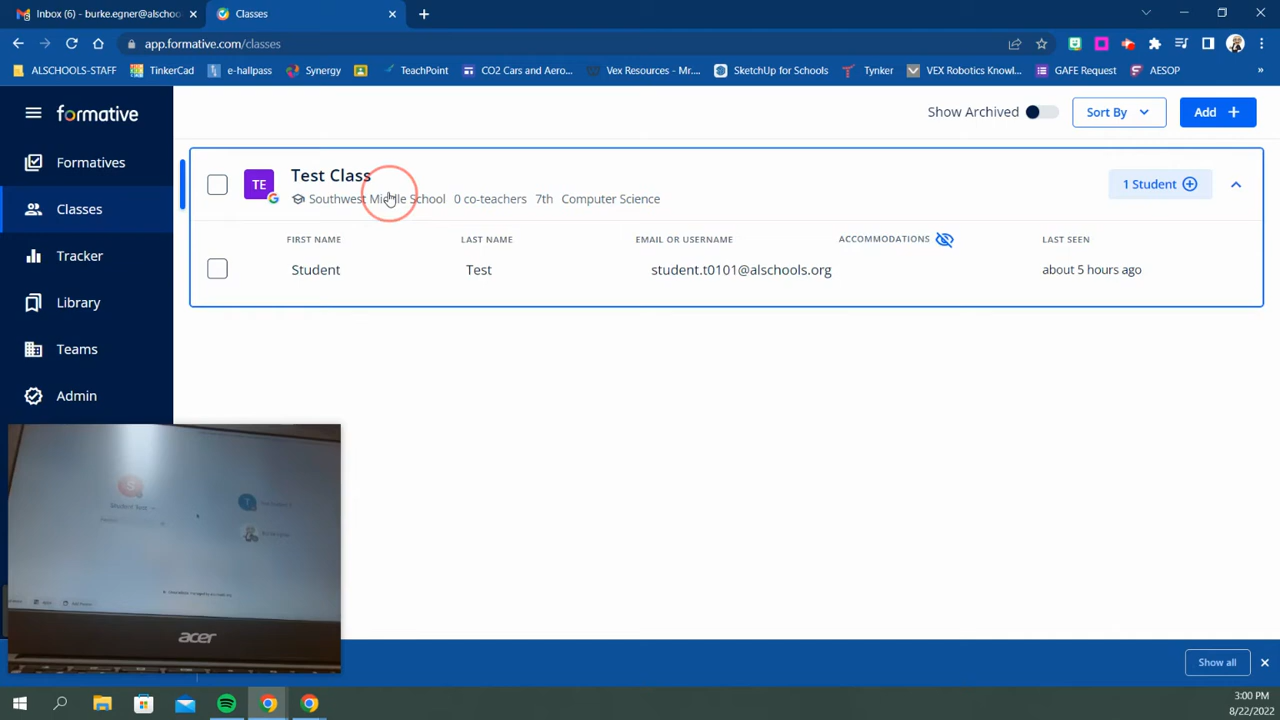 Inbox (6) - burke.egner@alschoo
Classes
app.formative.com/classes
ALSCHOOLS-STAFF
TinkerCad
e-hallpass
Synergy
TeachPoint
CO2 Cars and Aero...
Vex Resources - Mr....
SketchUp for Schools
Tynker
VEX Robotics Knowl...
GAFE Request
AESOP
»
formative
Show Archived
Sort By
Add +
Formatives
Classes
Tracker
Library
Teams
Admin
TE
Test Class
Southwest Middle School 0 co-teachers 7th Computer Science
1 Student
FIRST NAME LAST NAME EMAIL OR USERNAME ACCOMMODATIONS LAST SEEN
Student Test student.t0101@alschools.org about 5 hours ago
S
Student Test
T
acer
Show all
3:00 PM
8/22/2022